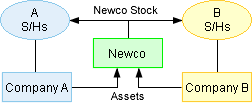 Newco Stock
A
S/Hs
B
S/Hs
Newco
Company A
Company B
Assets